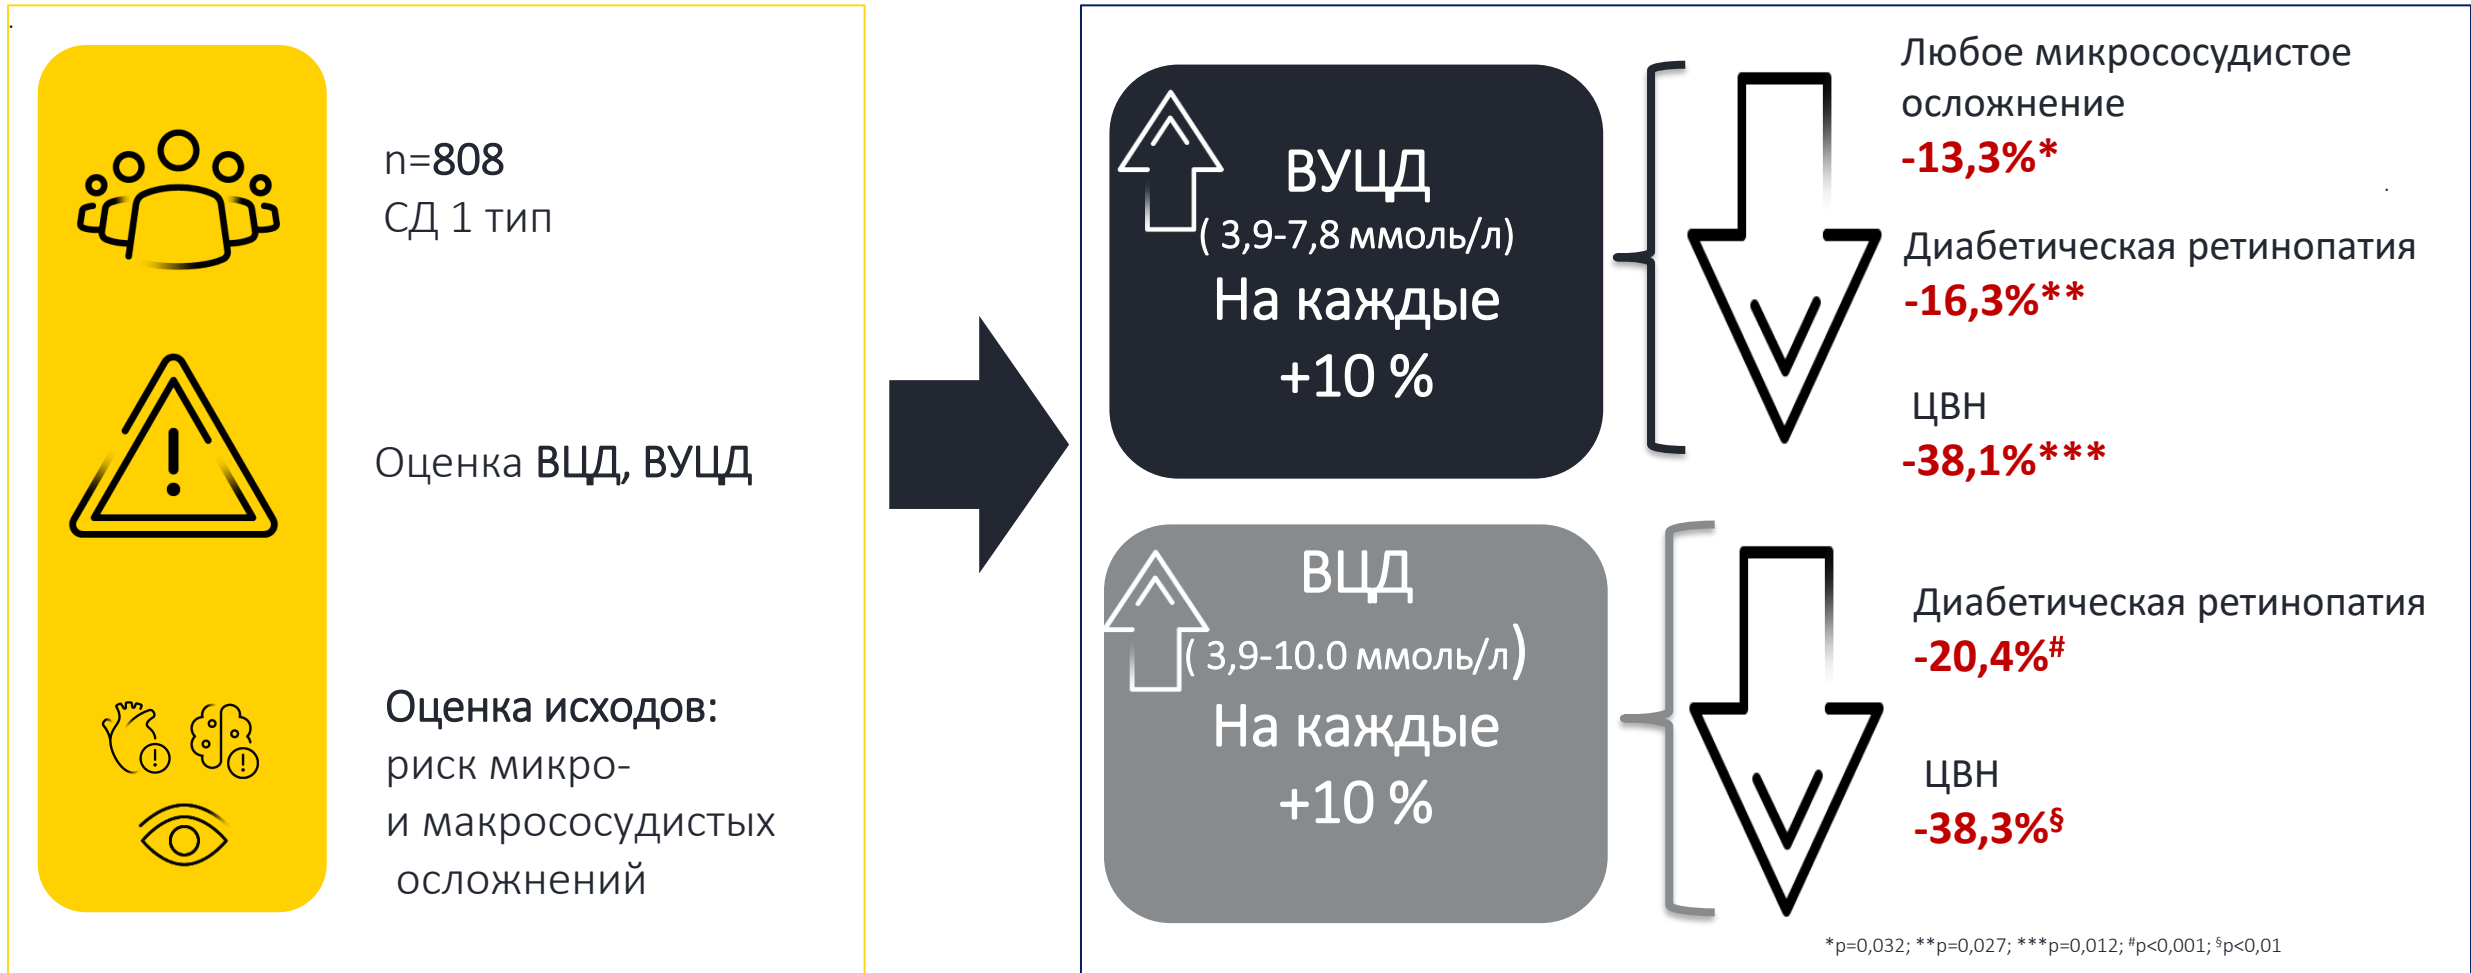 n=808
СД 1 тип
Оценка ВЦД, ВУЦД
Оценка исходов:
риск микро-
и макрососудистых
осложнений
ВУЦД
( 3,9-7,8 ммоль/л)
На каждые
+10 %
Любое микрососудистое
осложнение
-13,3%*
Диабетическая ретинопатия
-16,3%**
ЦВН
-38,1%***
ВЦД
( 3,9-10.0 ммоль/л)
На каждые
+10 %
Диабетическая ретинопатия
-20,4%#
ЦВН
-38,3%§
*p=0,032; **p=0,027; ***p=0,012; #p<0,001; §p<0,01